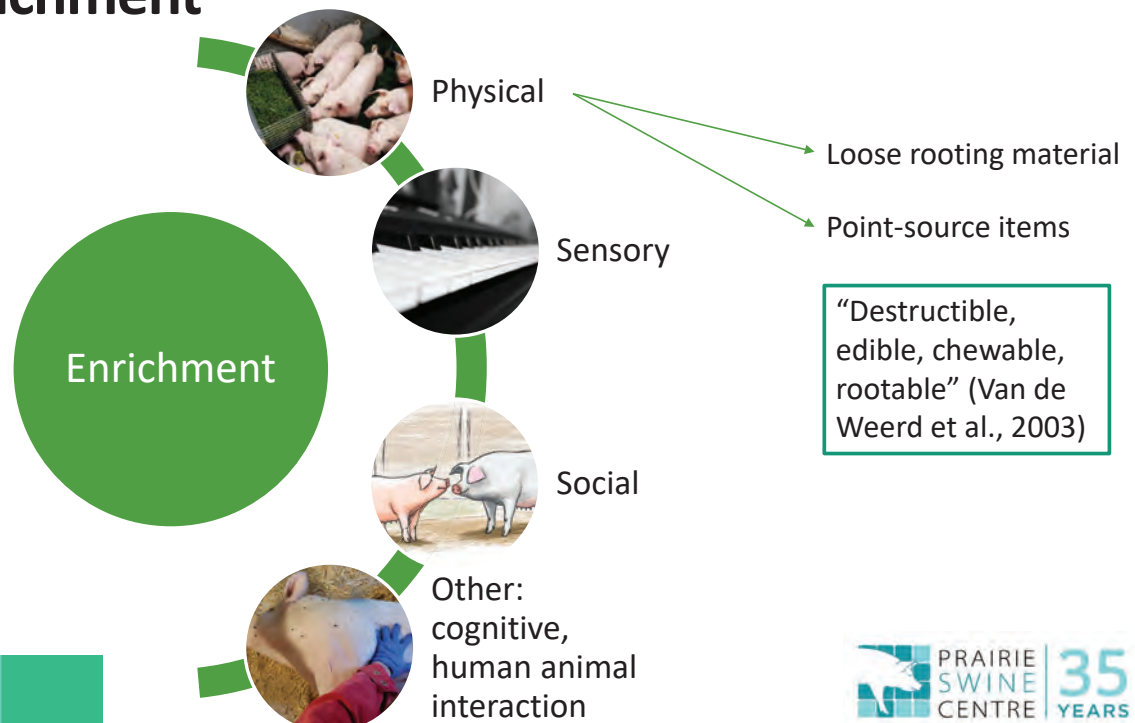 Physical
Loose rooting material
Point-source items
Sensory
"Destructible,
edible, chewable,
rootable" (Van de
Weerd et al., 2003)
Enrichment
Social
Other:
cognitive,
human animal
interaction
PRAIRIE
SWINE
CENTRE
35
YEARS